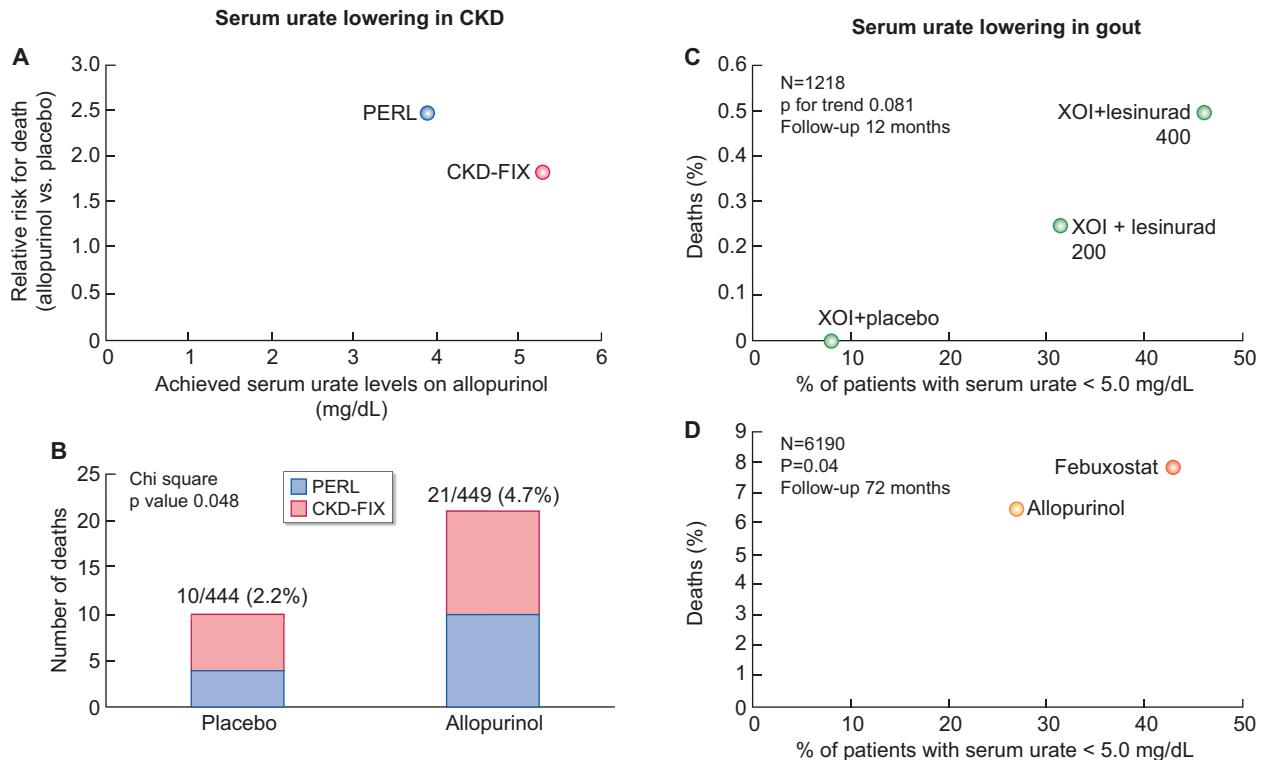 Serum urate lowering in CKD
A
3.0
2.5
2.0
1.5
1.0
0.5
0
Relative risk for death
(allopurinol vs. placebo)
PERL
CKD-FIX
0 1 2 3 4 5 6
Achieved serum urate levels on allopurinol
(mg/dL)
B
25
20
15
10
5
0
Number of deaths
Chi square
p value 0.048
PERL
CKD-FIX
10/444 (2.2%)
21/449 (4.7%)
Placebo Allopurinol
Serum urate lowering in gout
C
0.6
0.5
0.4
0.3
0.2
0.1
0
Deaths (%)
N=1218
p for trend 0.081
Follow-up 12 months
XOI+lesinurad
400
XOI + lesinurad
200
XOI+placebo
0 10 20 30 40 50
% of patients with serum urate < 5.0 mg/dL
D
9
8
7
6
5
4
3
2
1
0
Deaths (%)
N=6190
P=0.04
Follow-up 72 months
Febuxostat
Allopurinol
0 10 20 30 40 50
% of patients with serum urate < 5.0 mg/dL